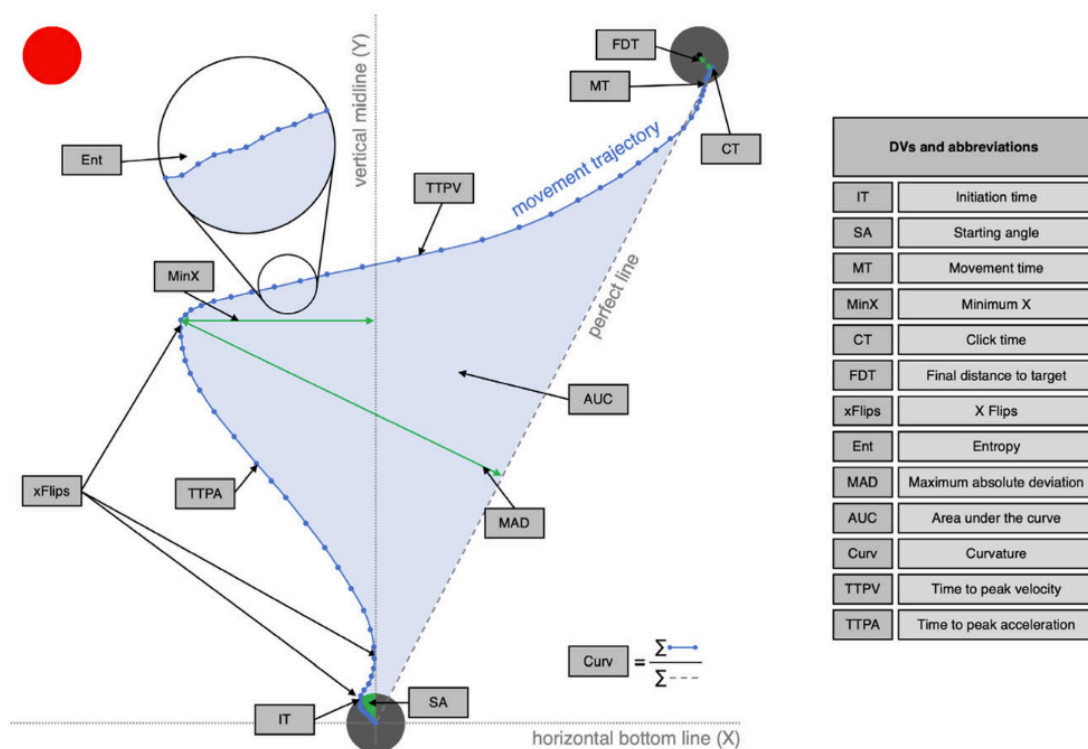 FDT
vertical midline (Y)
MT
CT
Ent
movement trajectory
TTPV
MinX
perfect line
AUC
xFlips
TTPA
MAD
Curv = Σ
Σ
SA
IT
horizontal bottom line (X)
DVs and abbreviations
IT Initiation time
SA Starting angle
MT Movement time
MinX Minimum X
CT Click time
FDT Final distance to target
xFlips X Flips
Ent Entropy
MAD Maximum absolute deviation
AUC Area under the curve
Curv Curvature
TTPV Time to peak velocity
TTPA Time to peak acceleration